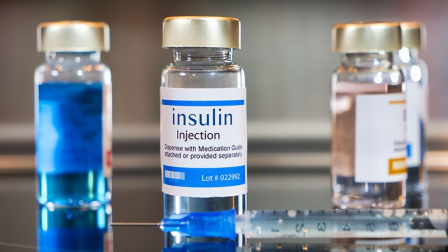 insulin
Injection
Dispense with Medication Guide
attached or provided separately
Lot # 022992